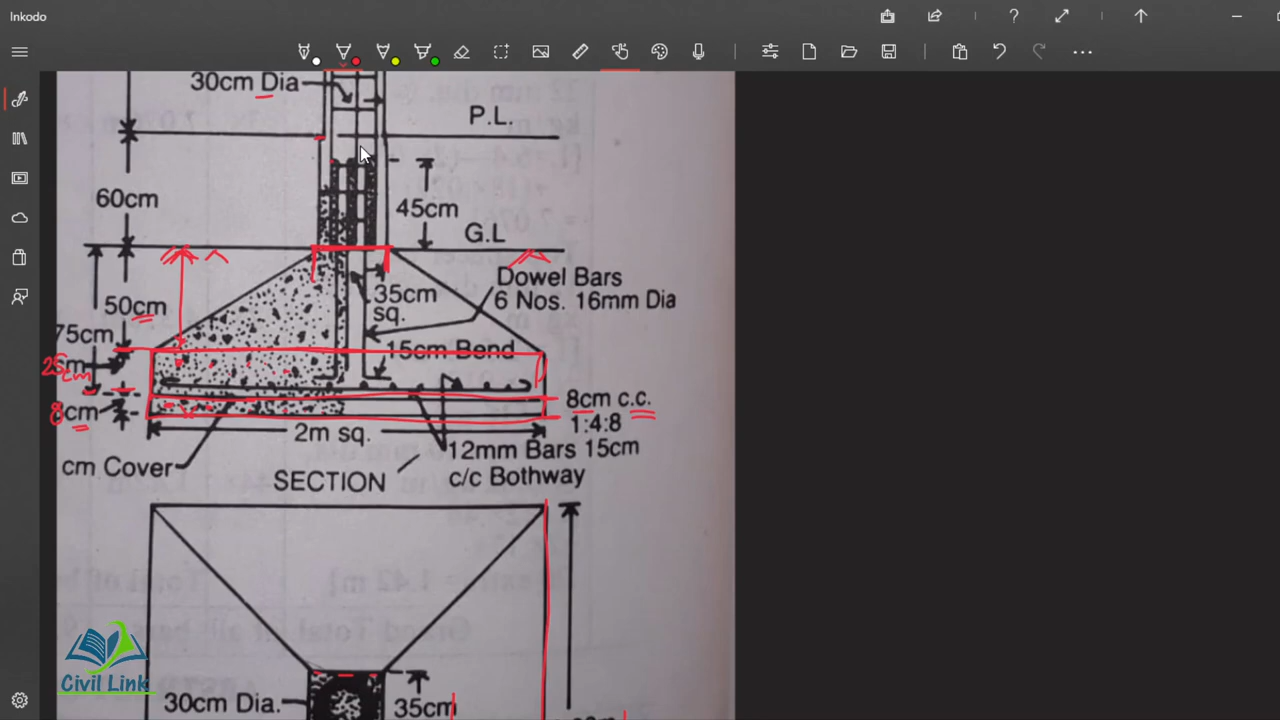 Inkodo
30cm Dia
P.L.
60cm
45cm
G.L
Dowel Bars
6 Nos. 16mm Dia
35cm
sq.
50cm
75cm
15cm Bend
25cm
8cm
8cm c.c.
1:4:8
2m sq.
12mm Bars 15cm
c/c Bothway
cm Cover
SECTION
Civil Link
30cm Dia.
35cm